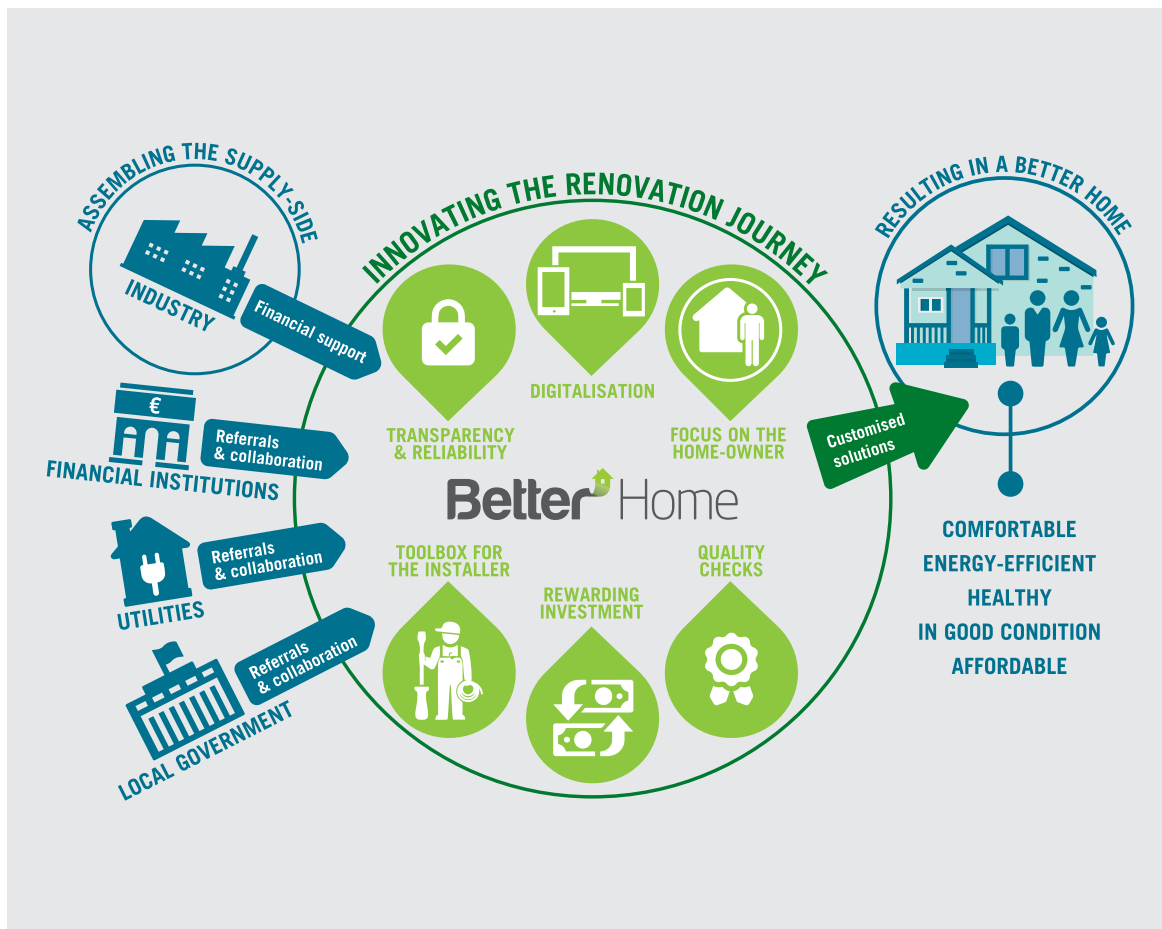 ASSEMBLING THE SUPPLY-SIDE
INDUSTRY
Financial support
€
FINANCIAL INSTITUTIONS
Referrals
& collaboration
UTILITIES
Referrals
& collaboration
LOCAL GOVERNMENT
Referrals
& collaboration
INNOVATING THE RENOVATION JOURNEY
TRANSPARENCY
& RELIABILITY
DIGITALISATION
FOCUS ON THE
HOME-OWNER
Better Home
TOOLBOX FOR
THE INSTALLER
REWARDING
INVESTMENT
QUALITY
CHECKS
Customised
solutions
RESULTING IN A BETTER HOME
COMFORTABLE
ENERGY-EFFICIENT
HEALTHY
IN GOOD CONDITION
AFFORDABLE